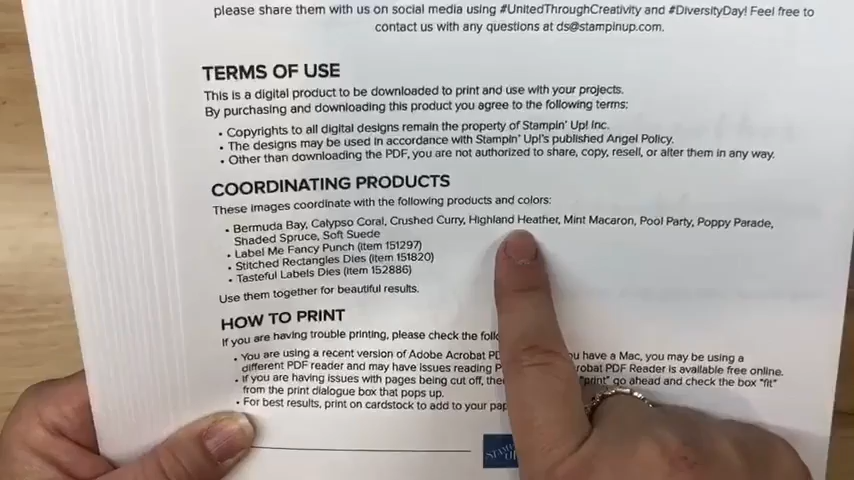 please share them with us on social media using #UnitedThroughCreativity and #DiversityDay! Feel free to
contact us with any questions at ds@stampinup.com.
TERMS OF USE
This is a digital product to be downloaded to print and use with your projects.
By purchasing and downloading this product you agree to the following terms:
• Copyrights to all digital designs remain the property of Stampin' Up! Inc.
• The designs may be used in accordance with Stampin' Up!'s published Angel Policy.
• Other than downloading the PDF, you are not authorized to share, copy, resell, or alter them in any way.
COORDINATING PRODUCTS
These images coordinate with the following products and colors:
• Bermuda Bay, Calypso Coral, Crushed Curry, Highland Heather, Mint Macaron, Pool Party, Poppy Parade,
Shaded Spruce, Soft Suede
• Label Me Fancy Punch (item 151297)
• Stitched Rectangles Dies (item 151820)
• Tasteful Labels Dies (item 152886)
Use them together for beautiful results.
HOW TO PRINT
If you are having trouble printing, please check the
• You are using a recent version of Adobe Acrobat you have a Mac, you may be using a
different PDF reader and may have issues reading PDF Reader is available free online.
• If you are having issues with pages being cut off, "print" go ahead and check the box "fit"
from the print dialogue box that pops up.
• For best results, print on cardstock to add to your